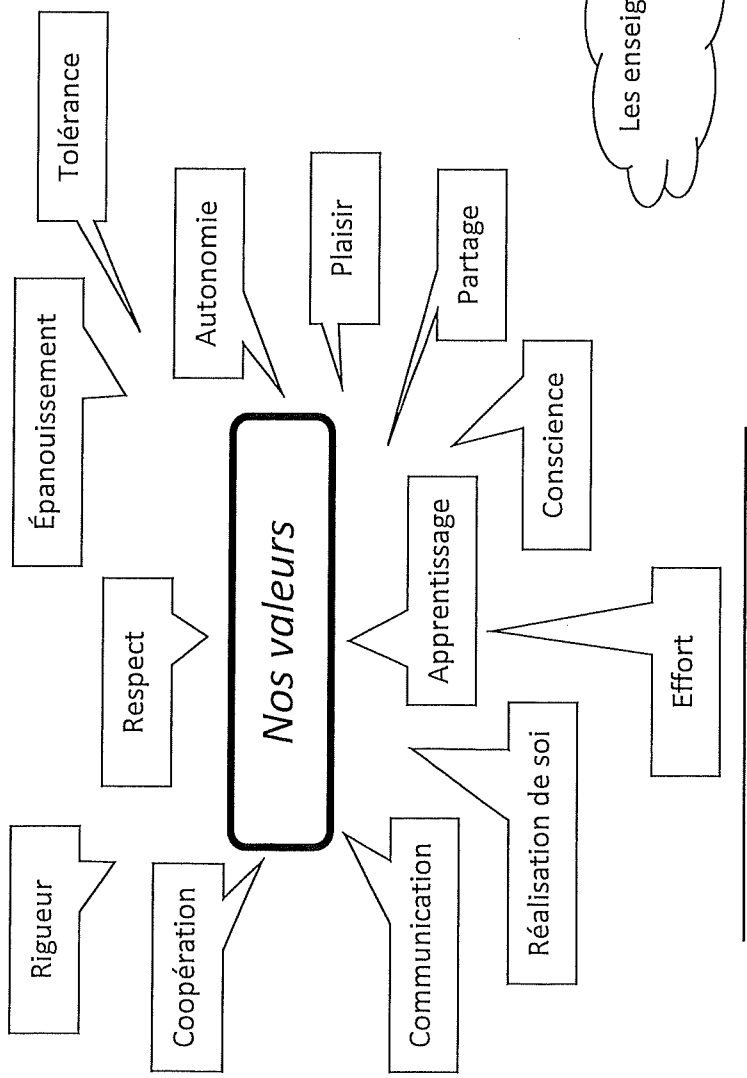 Rigueur
Épanouissement
Tolérance
Respect
Coopération
Autonomie
Nos valeurs
Plaisir
Communication
Apprentissage
Partage
Réalisation de soi
Conscience
Effort
Les enseig